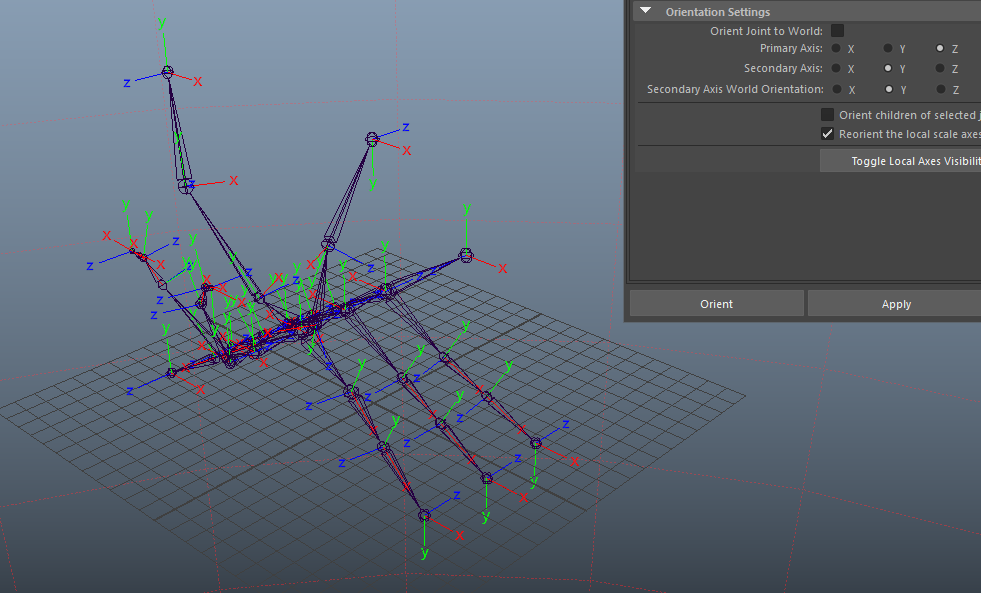 Orientation Settings
Orient Joint to World:
Primary Axis: X Y Z
Secondary Axis: X Y Z
Secondary Axis World Orientation: X Y Z
Orient children of selected j
Reorient the local scale axes
Toggle Local Axes Visibilit
Orient Apply